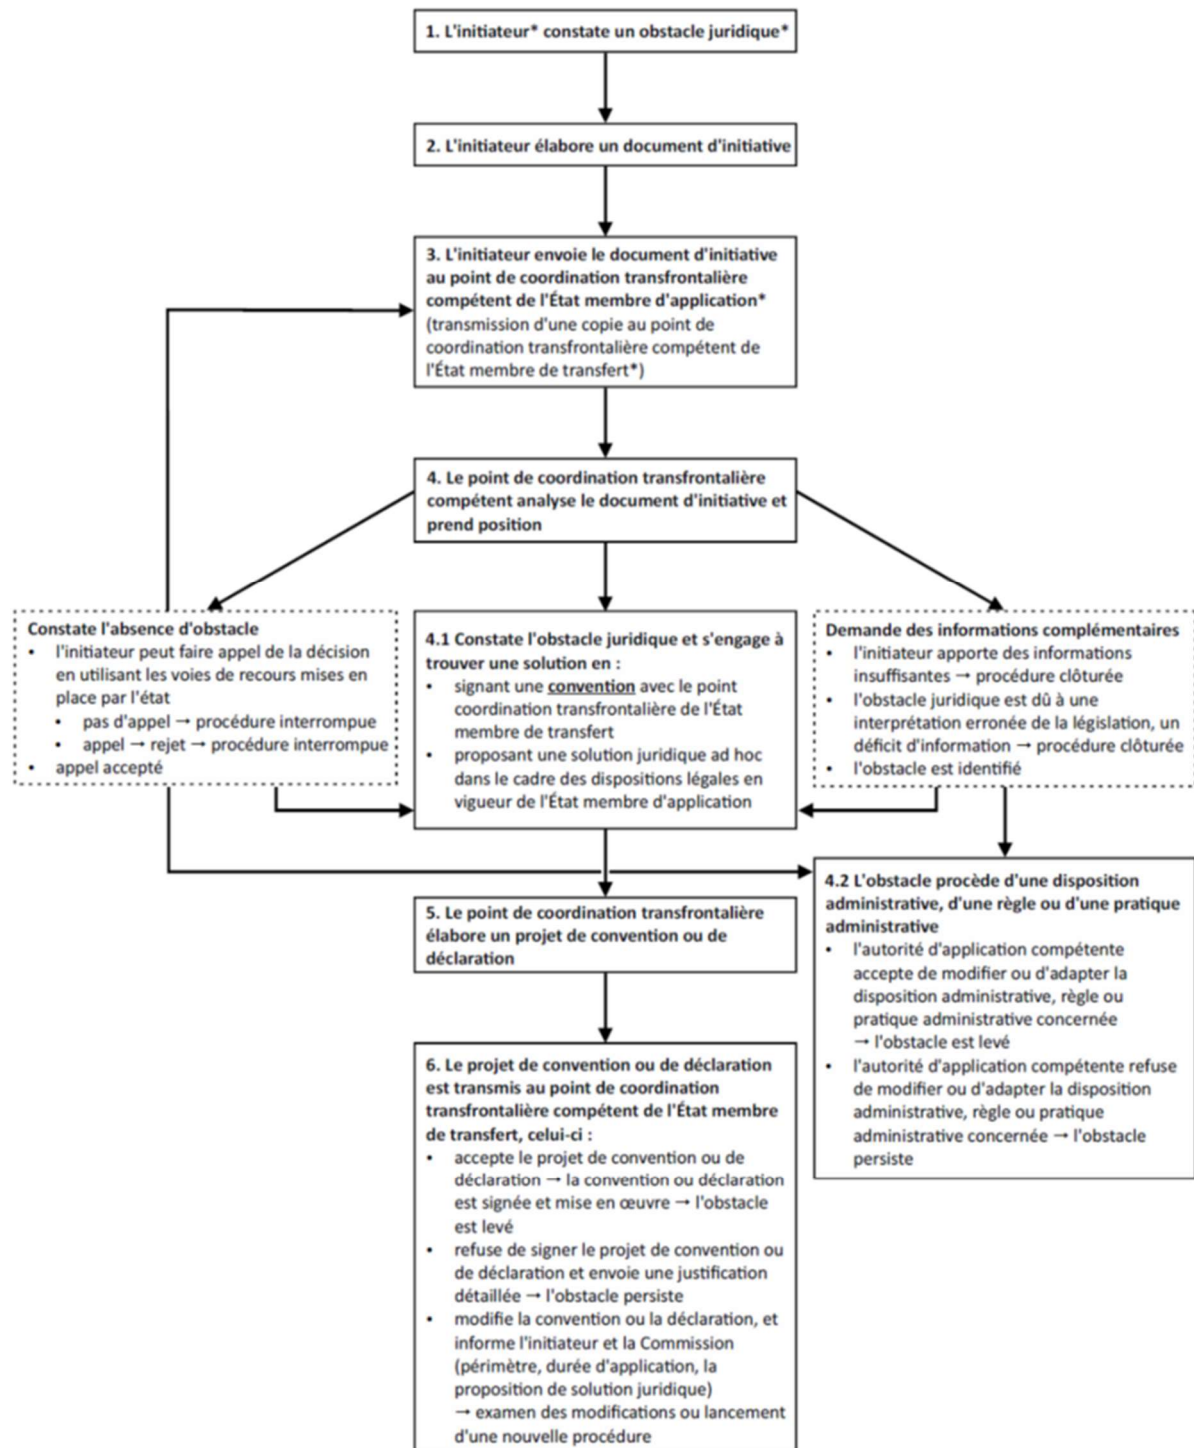 1. L'initiateur* constate un obstacle juridique*
2. L'initiateur élabore un document d'initiative
3. L'initiateur envoie le document d'initiative
au point de coordination transfrontalière
compétent de l'État membre d'application*
(transmission d'une copie au point de
coordination transfrontalière compétent de
l'État membre de transfert*)
4. Le point de coordination transfrontalière
compétent analyse le document d'initiative et
prend position
Constate l'absence d'obstacle
• l'initiateur peut faire appel de la décision
en utilisant les voies de recours mises en
place par l'état
• pas d'appel → procédure interrompue
• appel → rejet → procédure interrompue
• appel accepté
4.1 Constate l'obstacle juridique et s'engage à
trouver une solution en :
• signant une convention avec le point
coordination transfrontalière de l'État
membre de transfert
• proposant une solution juridique ad hoc
dans le cadre des dispositions légales en
vigueur de l'État membre d'application
Demande des informations complémentaires
• l'initiateur apporte des informations
insuffisantes → procédure clôturée
• l'obstacle juridique est dû à une
interprétation erronée de la législation, un
déficit d'information → procédure clôturée
• l'obstacle est identifié
4.2 L'obstacle procède d'une disposition
administrative, d'une règle ou d'une pratique
administrative
• l'autorité d'application compétente
accepte de modifier ou d'adapter la
disposition administrative, règle ou
pratique administrative concernée
→ l'obstacle est levé
• l'autorité d'application compétente refuse
de modifier ou d'adapter la disposition
administrative, règle ou pratique
administrative concernée → l'obstacle
persiste
5. Le point de coordination transfrontalière
élabore un projet de convention ou de
déclaration
6. Le projet de convention ou de déclaration
est transmis au point de coordination
transfrontalière compétent de l'État membre
de transfert, celui-ci :
• accepte le projet de convention ou de
déclaration → la convention ou déclaration
est signée et mise en œuvre → l'obstacle
est levé
• refuse de signer le projet de convention ou
de déclaration et envoie une justification
détaillée → l'obstacle persiste
• modifie la convention ou la déclaration, et
informe l'initiateur et la Commission
(périmètre, durée d'application, la
proposition de solution juridique)
→ examen des modifications ou lancement
d'une nouvelle procédure